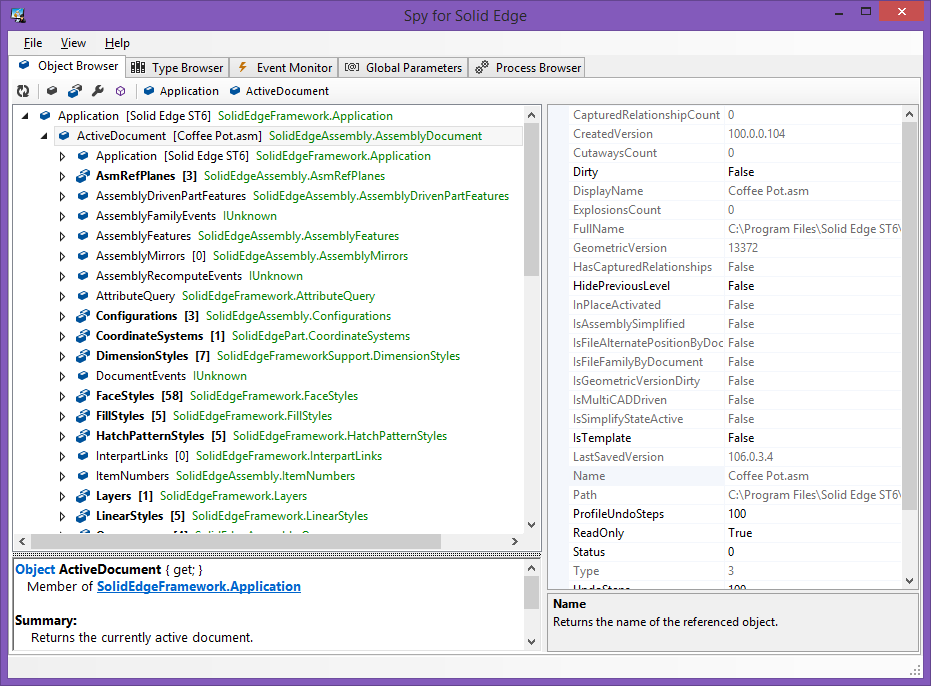 Spy for Solid Edge
File View Help
Object Browser Type Browser Event Monitor Global Parameters Process Browser
Application ActiveDocument
Application [Solid Edge ST6] SolidEdgeFramework.Application
ActiveDocument [Coffee Pot.asm] SolidEdgeAssembly.AssemblyDocument
Application [Solid Edge ST6] SolidEdgeFramework.Application
AsmRefPlanes [3] SolidEdgeAssembly.AsmRefPlanes
AssemblyDrivenPartFeatures SolidEdgeAssembly.AssemblyDrivenPartFeatures
AssemblyFamilyEvents IUnknown
AssemblyFeatures SolidEdgeAssembly.AssemblyFeatures
AssemblyMirrors [0] SolidEdgeAssembly.AssemblyMirrors
AssemblyRecomputeEvents IUnknown
AttributeQuery SolidEdgeFramework.AttributeQuery
Configurations [3] SolidEdgeAssembly.Configurations
CoordinateSystems [1] SolidEdgePart.CoordinateSystems
DimensionStyles [7] SolidEdgeFrameworkSupport.DimensionStyles
DocumentEvents IUnknown
FaceStyles [58] SolidEdgeFramework.FaceStyles
FillStyles [5] SolidEdgeFramework.FillStyles
HatchPatternStyles [5] SolidEdgeFramework.HatchPatternStyles
InterpartLinks [0] SolidEdgeFramework.InterpartLinks
ItemNumbers SolidEdgeAssembly.ItemNumbers
Layers [1] SolidEdgeFramework.Layers
LinearStyles [5] SolidEdgeFramework.LinearStyles
Object ActiveDocument { get; }
Member of SolidEdgeFramework.Application
Summary:
Returns the currently active document.
CapturedRelationshipCount 0
CreatedVersion 100.0.0.104
CutawaysCount 0
Dirty False
DisplayName Coffee Pot.asm
ExplosionsCount 0
FullName C:\Program Files\Solid Edge ST6\
GeometricVersion 13372
HasCapturedRelationships False
HidePreviousLevel False
InPlaceActivated False
IsAssemblySimplified False
IsFileAlternatePositionByDoc False
IsFileFamilyByDocument False
IsGeometricVersionDirty False
IsMultiCADDriven False
IsSimplifyStateActive False
IsTemplate False
LastSavedVersion 106.0.3.4
Name Coffee Pot.asm
Path C:\Program Files\Solid Edge ST6\
ProfileUndoSteps 100
ReadOnly True
Status 0
Type 3
UndoSteps 100
Name
Returns the name of the referenced object.